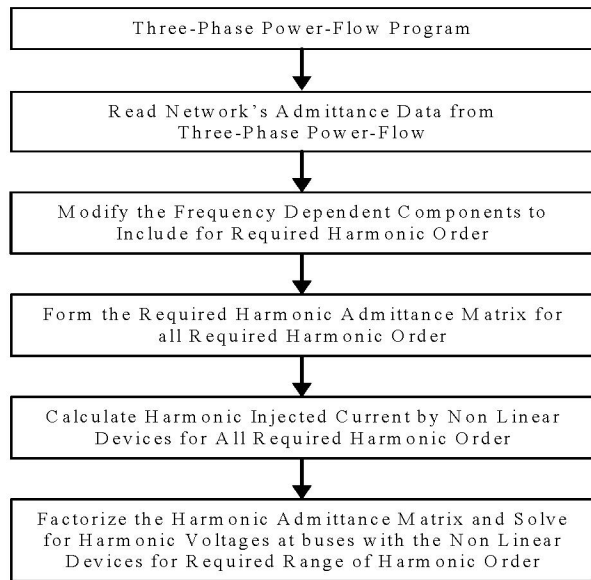 Three-Phase Power-Flow Program
Read Network's Admittance Data from
Three-Phase Power-Flow
Modify the Frequency Dependent Components to
Include for Required Harmonic Order
Form the Required Harmonic Admittance Matrix for
all Required Harmonic Order
Calculate Harmonic Injected Current by Non Linear
Devices for All Required Harmonic Order
Factorize the Harmonic Admittance Matrix and Solve
for Harmonic Voltages at buses with the Non Linear
Devices for Required Range of Harmonic Order